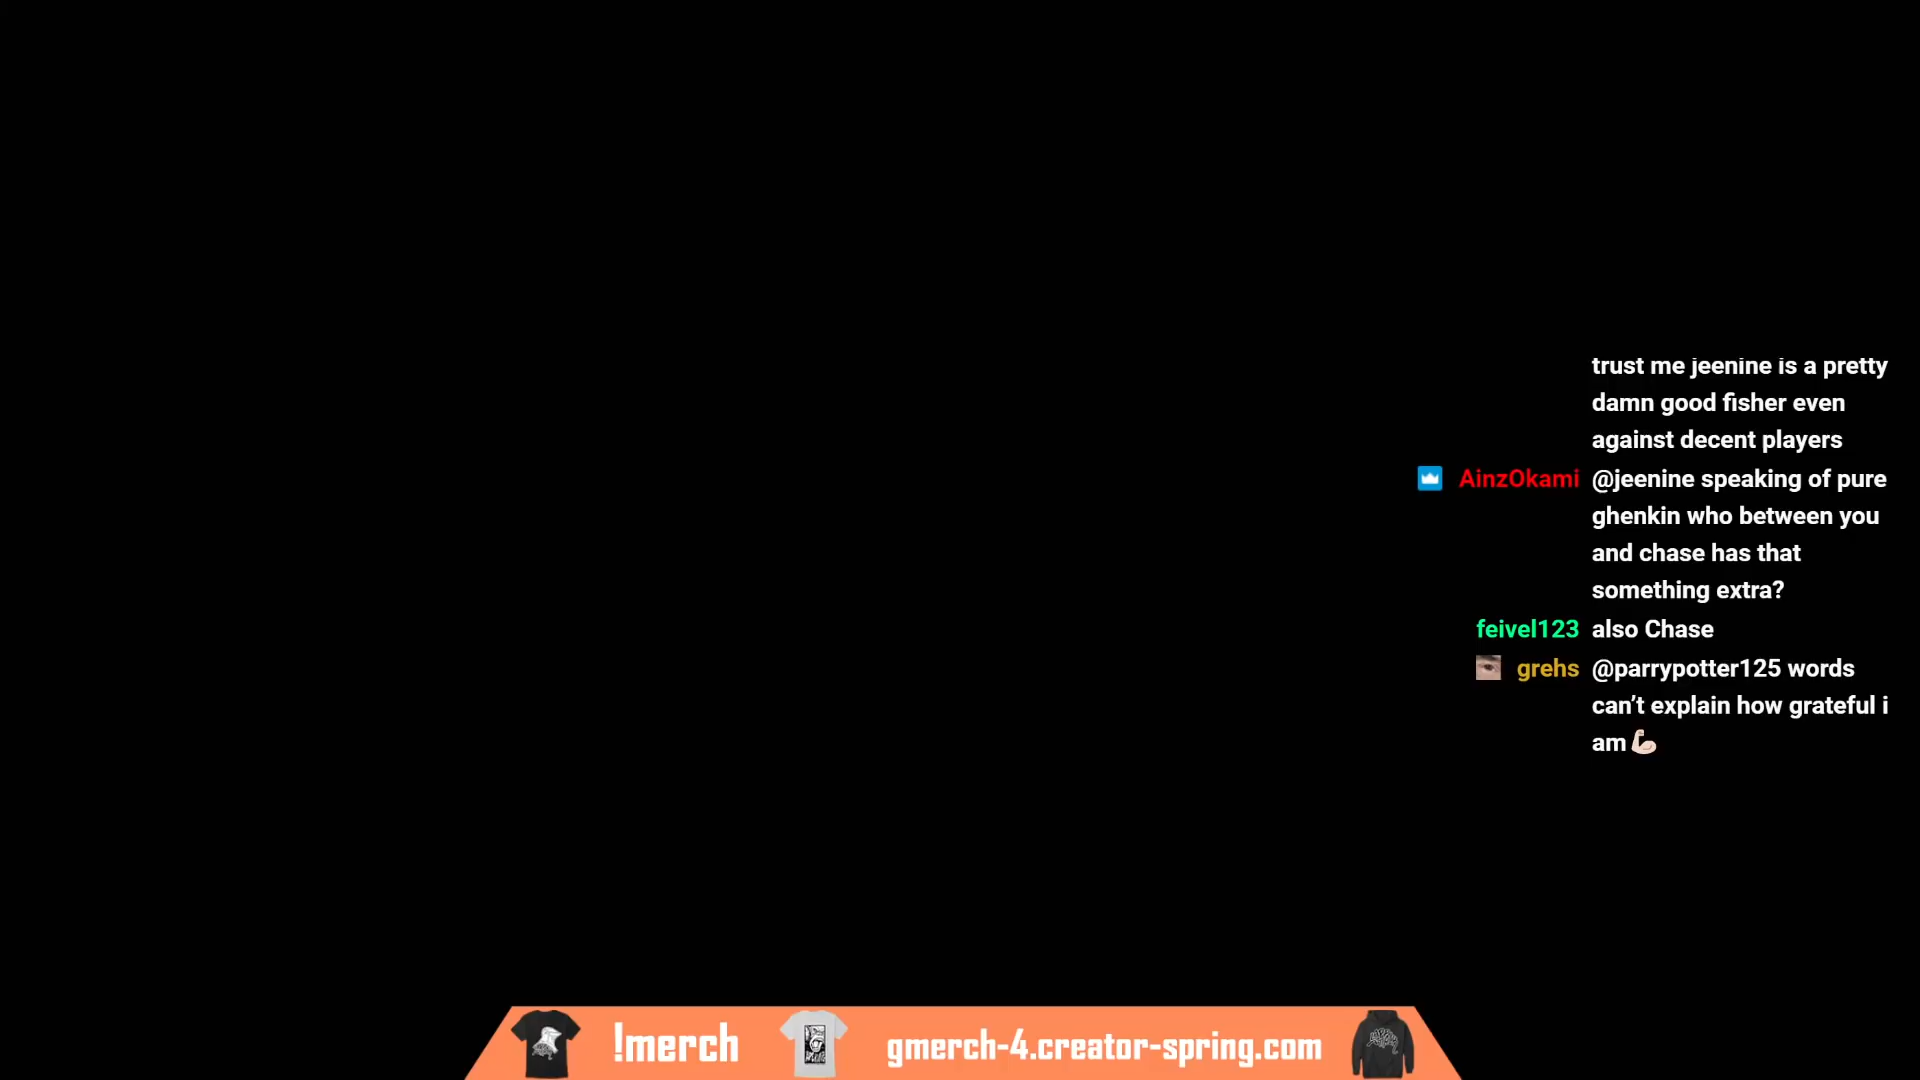 trust me jeenine is a pretty
damn good fisher even
against decent players
AinzOkami @jeenine speaking of pure
ghenkin who between you
and chase has that
something extra?
feivel123 also Chase
grehs @parrypotter125 words
can’t explain how grateful i
am 💪🏻
!merch gmerch-4.creator-spring.com